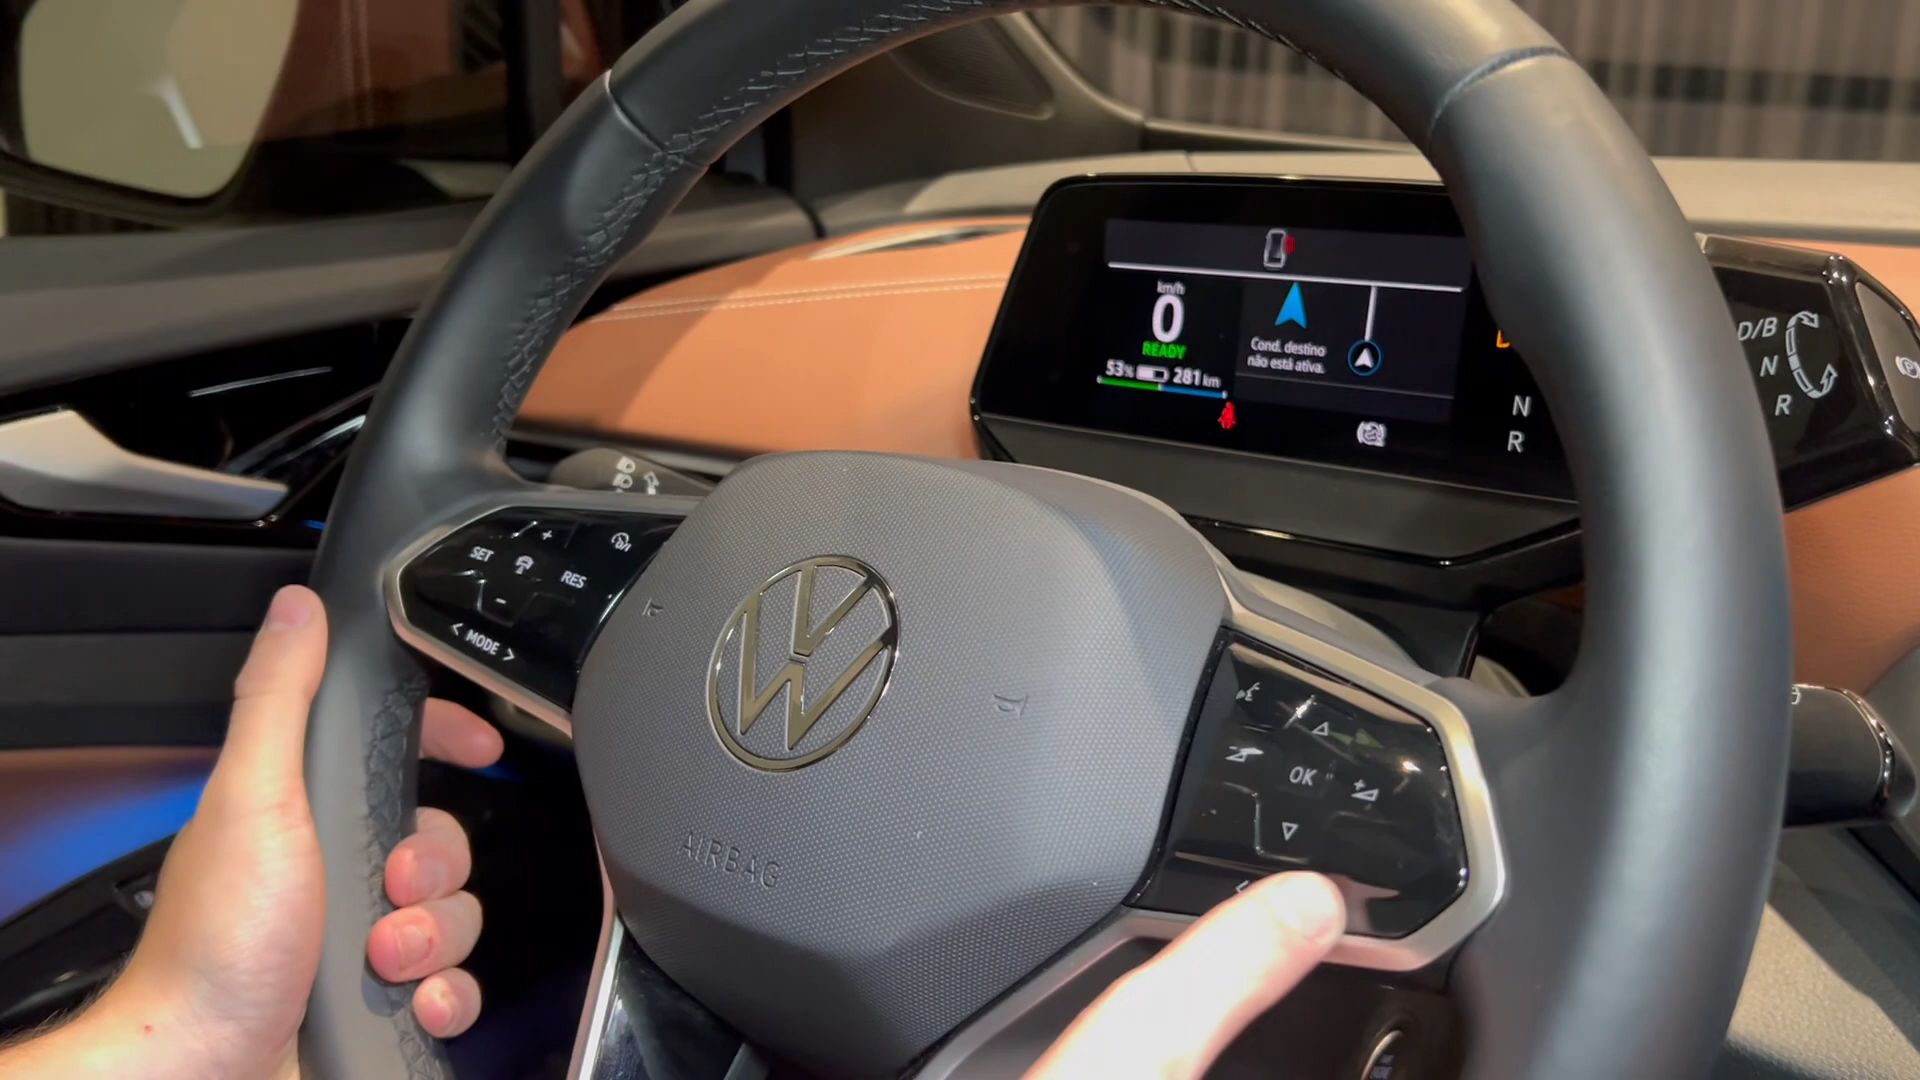 km/h
0
READY
53% 281 km
Cond. destino
não está ativa.
N
R
D/B
N
R
P
SET
+
RES
-
< MODE >
OK
AIRBAG